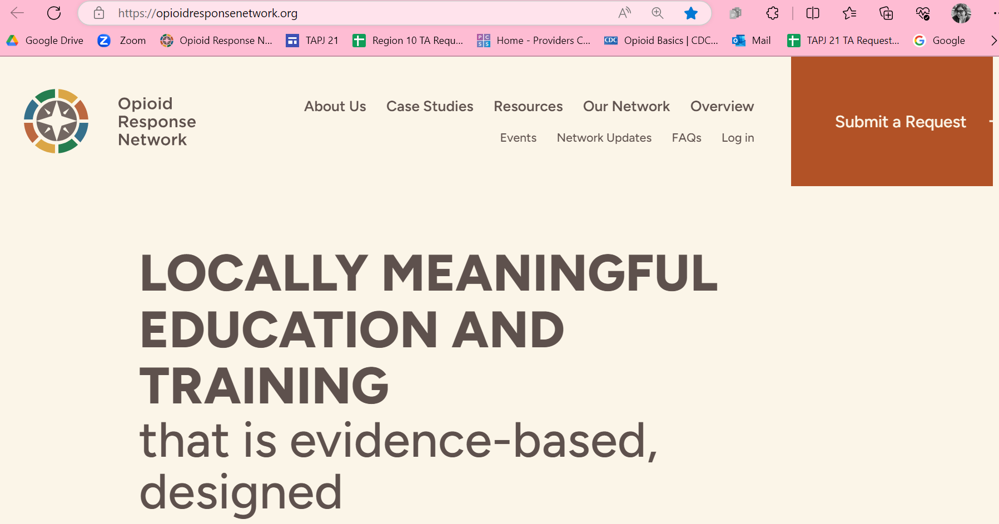 https://opioidresponsenetwork.org
Google Drive Zoom Opioid Response N... TAPJ 21 Region 10 TA Requ... Home - Providers C... CDC Opioid Basics | CDC... Mail TAPJ 21 TA Request... Google
Opioid
Response
Network
About Us Case Studies Resources Our Network Overview
Events Network Updates FAQs Log in
Submit a Request
LOCALLY MEANINGFUL
EDUCATION AND
TRAINING
that is evidence-based,
designed